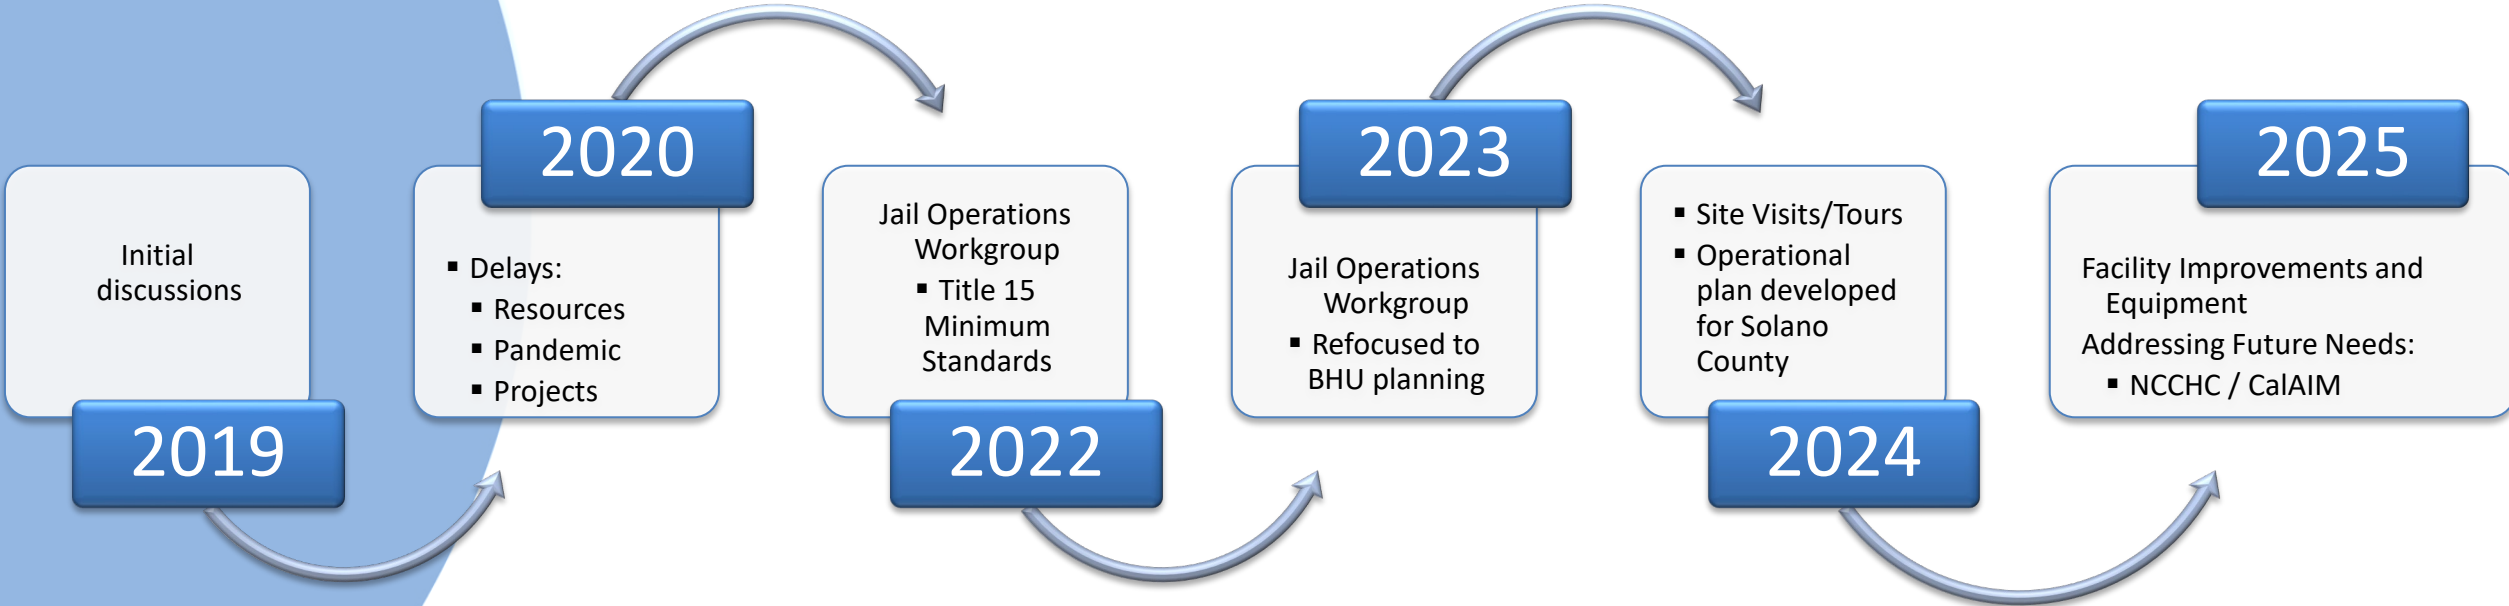 Initial
discussions
2019
2020
▪ Delays:
▪ Resources
▪ Pandemic
▪ Projects
Jail Operations
Workgroup
▪ Title 15
Minimum
Standards
2022
2023
Jail Operations
Workgroup
▪ Refocused to
BHU planning
▪ Site Visits/Tours
▪ Operational
plan developed
for Solano
County
2024
2025
Facility Improvements and
Equipment
Addressing Future Needs:
▪ NCCHC / CalAIM